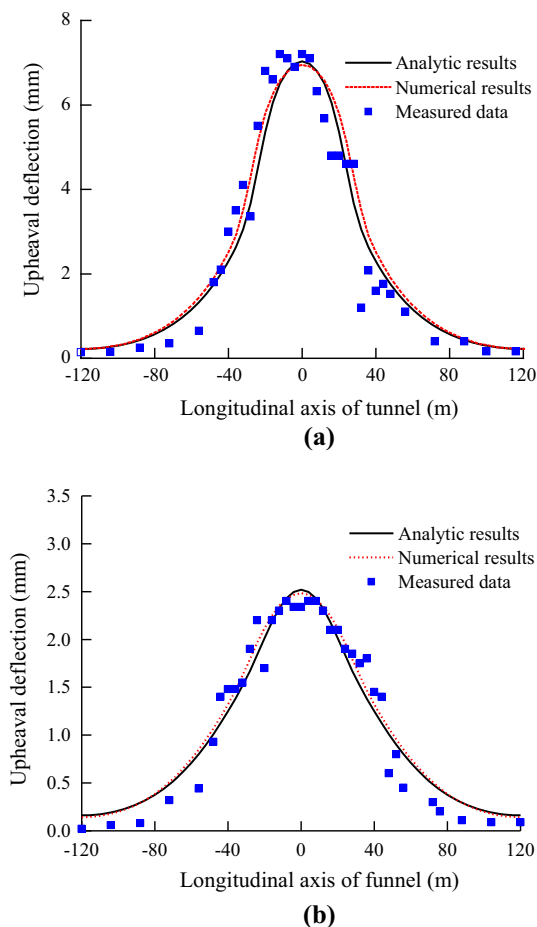 8
6
4
2
0
Upheaval deflection (mm)
Analytic results
Numerical results
Measured data
-120 -80 -40 0 40 80 120
Longitudinal axis of tunnel (m)
(a)
3.5
3.0
2.5
2.0
1.5
1.0
0.5
0.0
Upheaval deflection (mm)
Analytic results
Numerical results
Measured data
-120 -80 -40 0 40 80 120
Longitudinal axis of funnel (m)
(b)